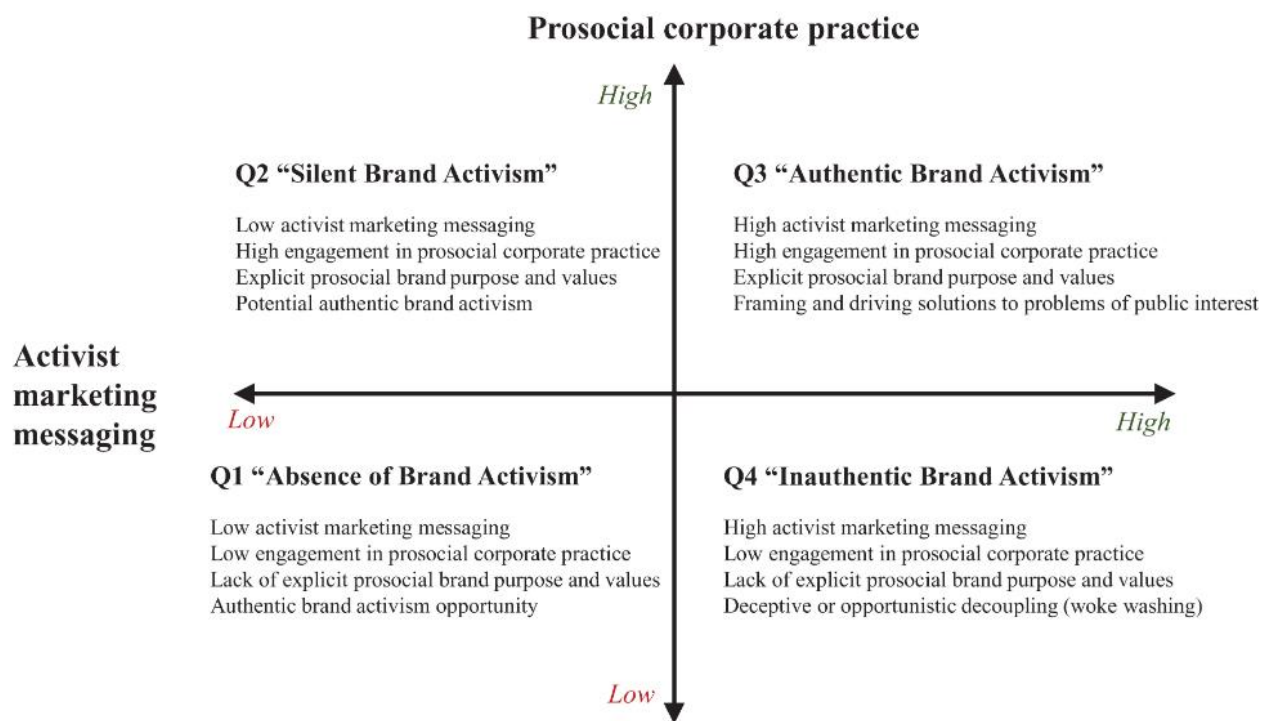 Prosocial corporate practice
High
Q2 “Silent Brand Activism”
Low activist marketing messaging
High engagement in prosocial corporate practice
Explicit prosocial brand purpose and values
Potential authentic brand activism
Q3 “Authentic Brand Activism”
High activist marketing messaging
High engagement in prosocial corporate practice
Explicit prosocial brand purpose and values
Framing and driving solutions to problems of public interest
Activist
marketing
messaging
Low
High
Q1 “Absence of Brand Activism”
Low activist marketing messaging
Low engagement in prosocial corporate practice
Lack of explicit prosocial brand purpose and values
Authentic brand activism opportunity
Q4 “Inauthentic Brand Activism”
High activist marketing messaging
Low engagement in prosocial corporate practice
Lack of explicit prosocial brand purpose and values
Deceptive or opportunistic decoupling (woke washing)
Low